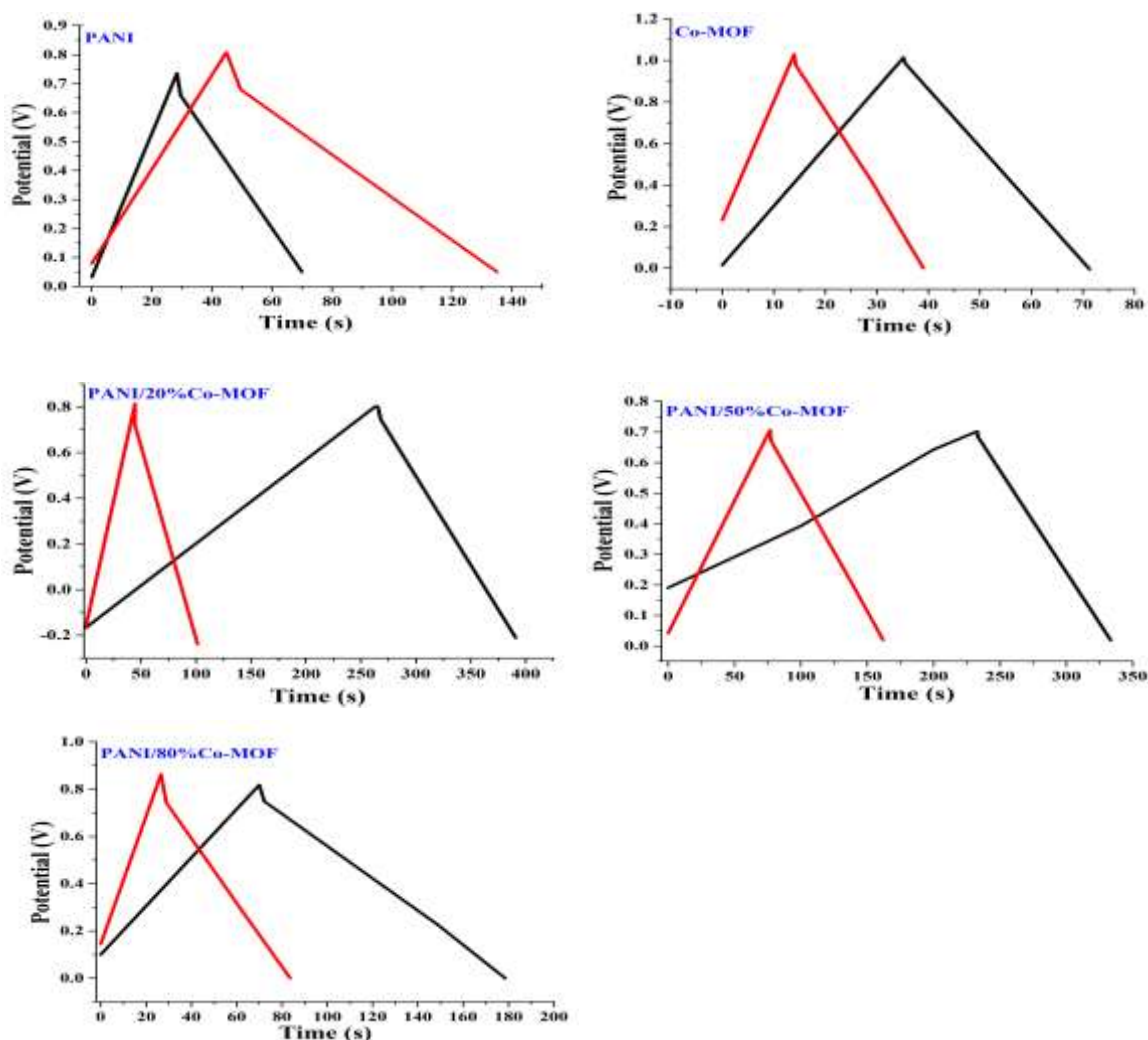 PANI
Potential (V)
0.9
0.8
0.7
0.6
0.5
0.4
0.3
0.2
0.1
0.0
0 20 40 60 80 100 120 140
Time (s)
Co-MOF
Potential (V)
1.2
1.0
0.8
0.6
0.4
0.2
0.0
-10 0 10 20 30 40 50 60 70 80
Time (s)
PANI/20%Co-MOF
Potential (V)
0.8
0.6
0.4
0.2
0.0
-0.2
0 50 100 150 200 250 300 350 400
Time (s)
PANI/50%Co-MOF
Potential (V)
0.8
0.7
0.6
0.5
0.4
0.3
0.2
0.1
0.0
0 50 100 150 200 250 300 350
Time (s)
PANI/80%Co-MOF
Potential (V)
1.0
0.8
0.6
0.4
0.2
0.0
0 20 40 60 80 100 120 140 160 180 200
Time (s)